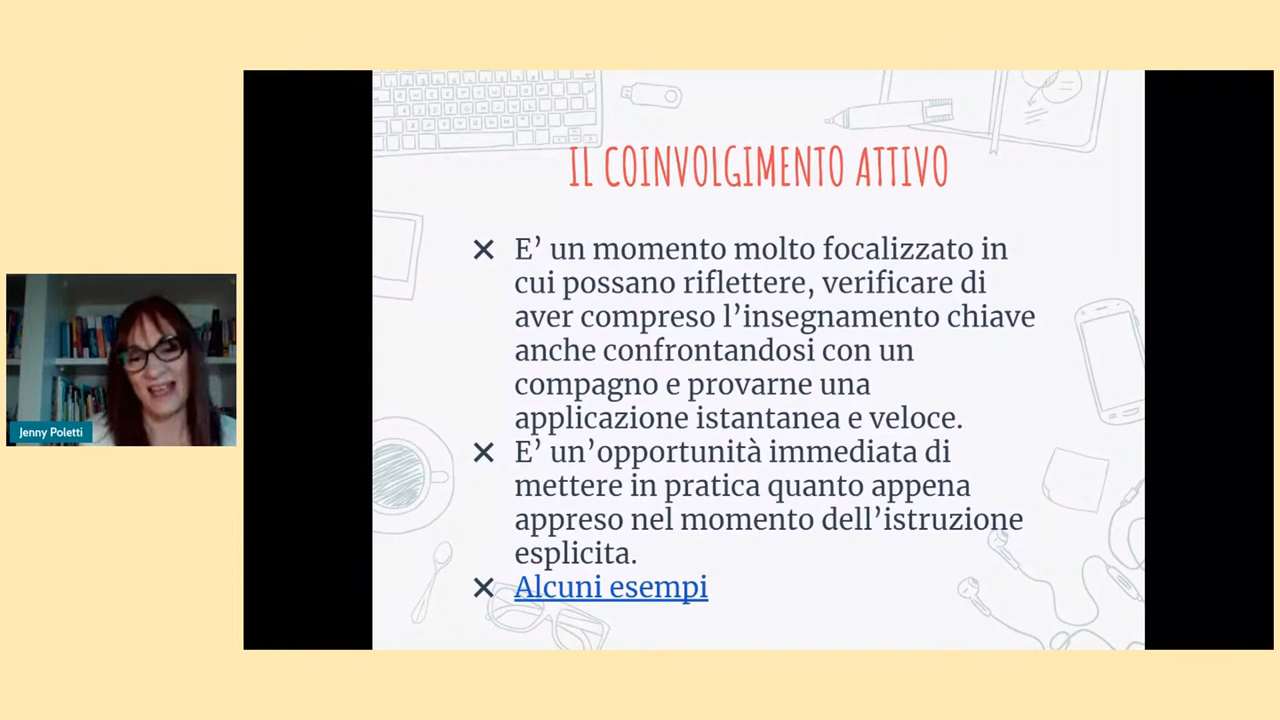 IL COINVOLGIMENTO ATTIVO
✕ E’ un momento molto focalizzato in
cui possano riflettere, verificare di
aver compreso l’insegnamento chiave
anche confrontandosi con un
compagno e provarne una
applicazione istantanea e veloce.
✕ E’ un’opportunità immediata di
mettere in pratica quanto appena
appreso nel momento dell’istruzione
esplicita.
✕ Alcuni esempi
Jenny Poletti